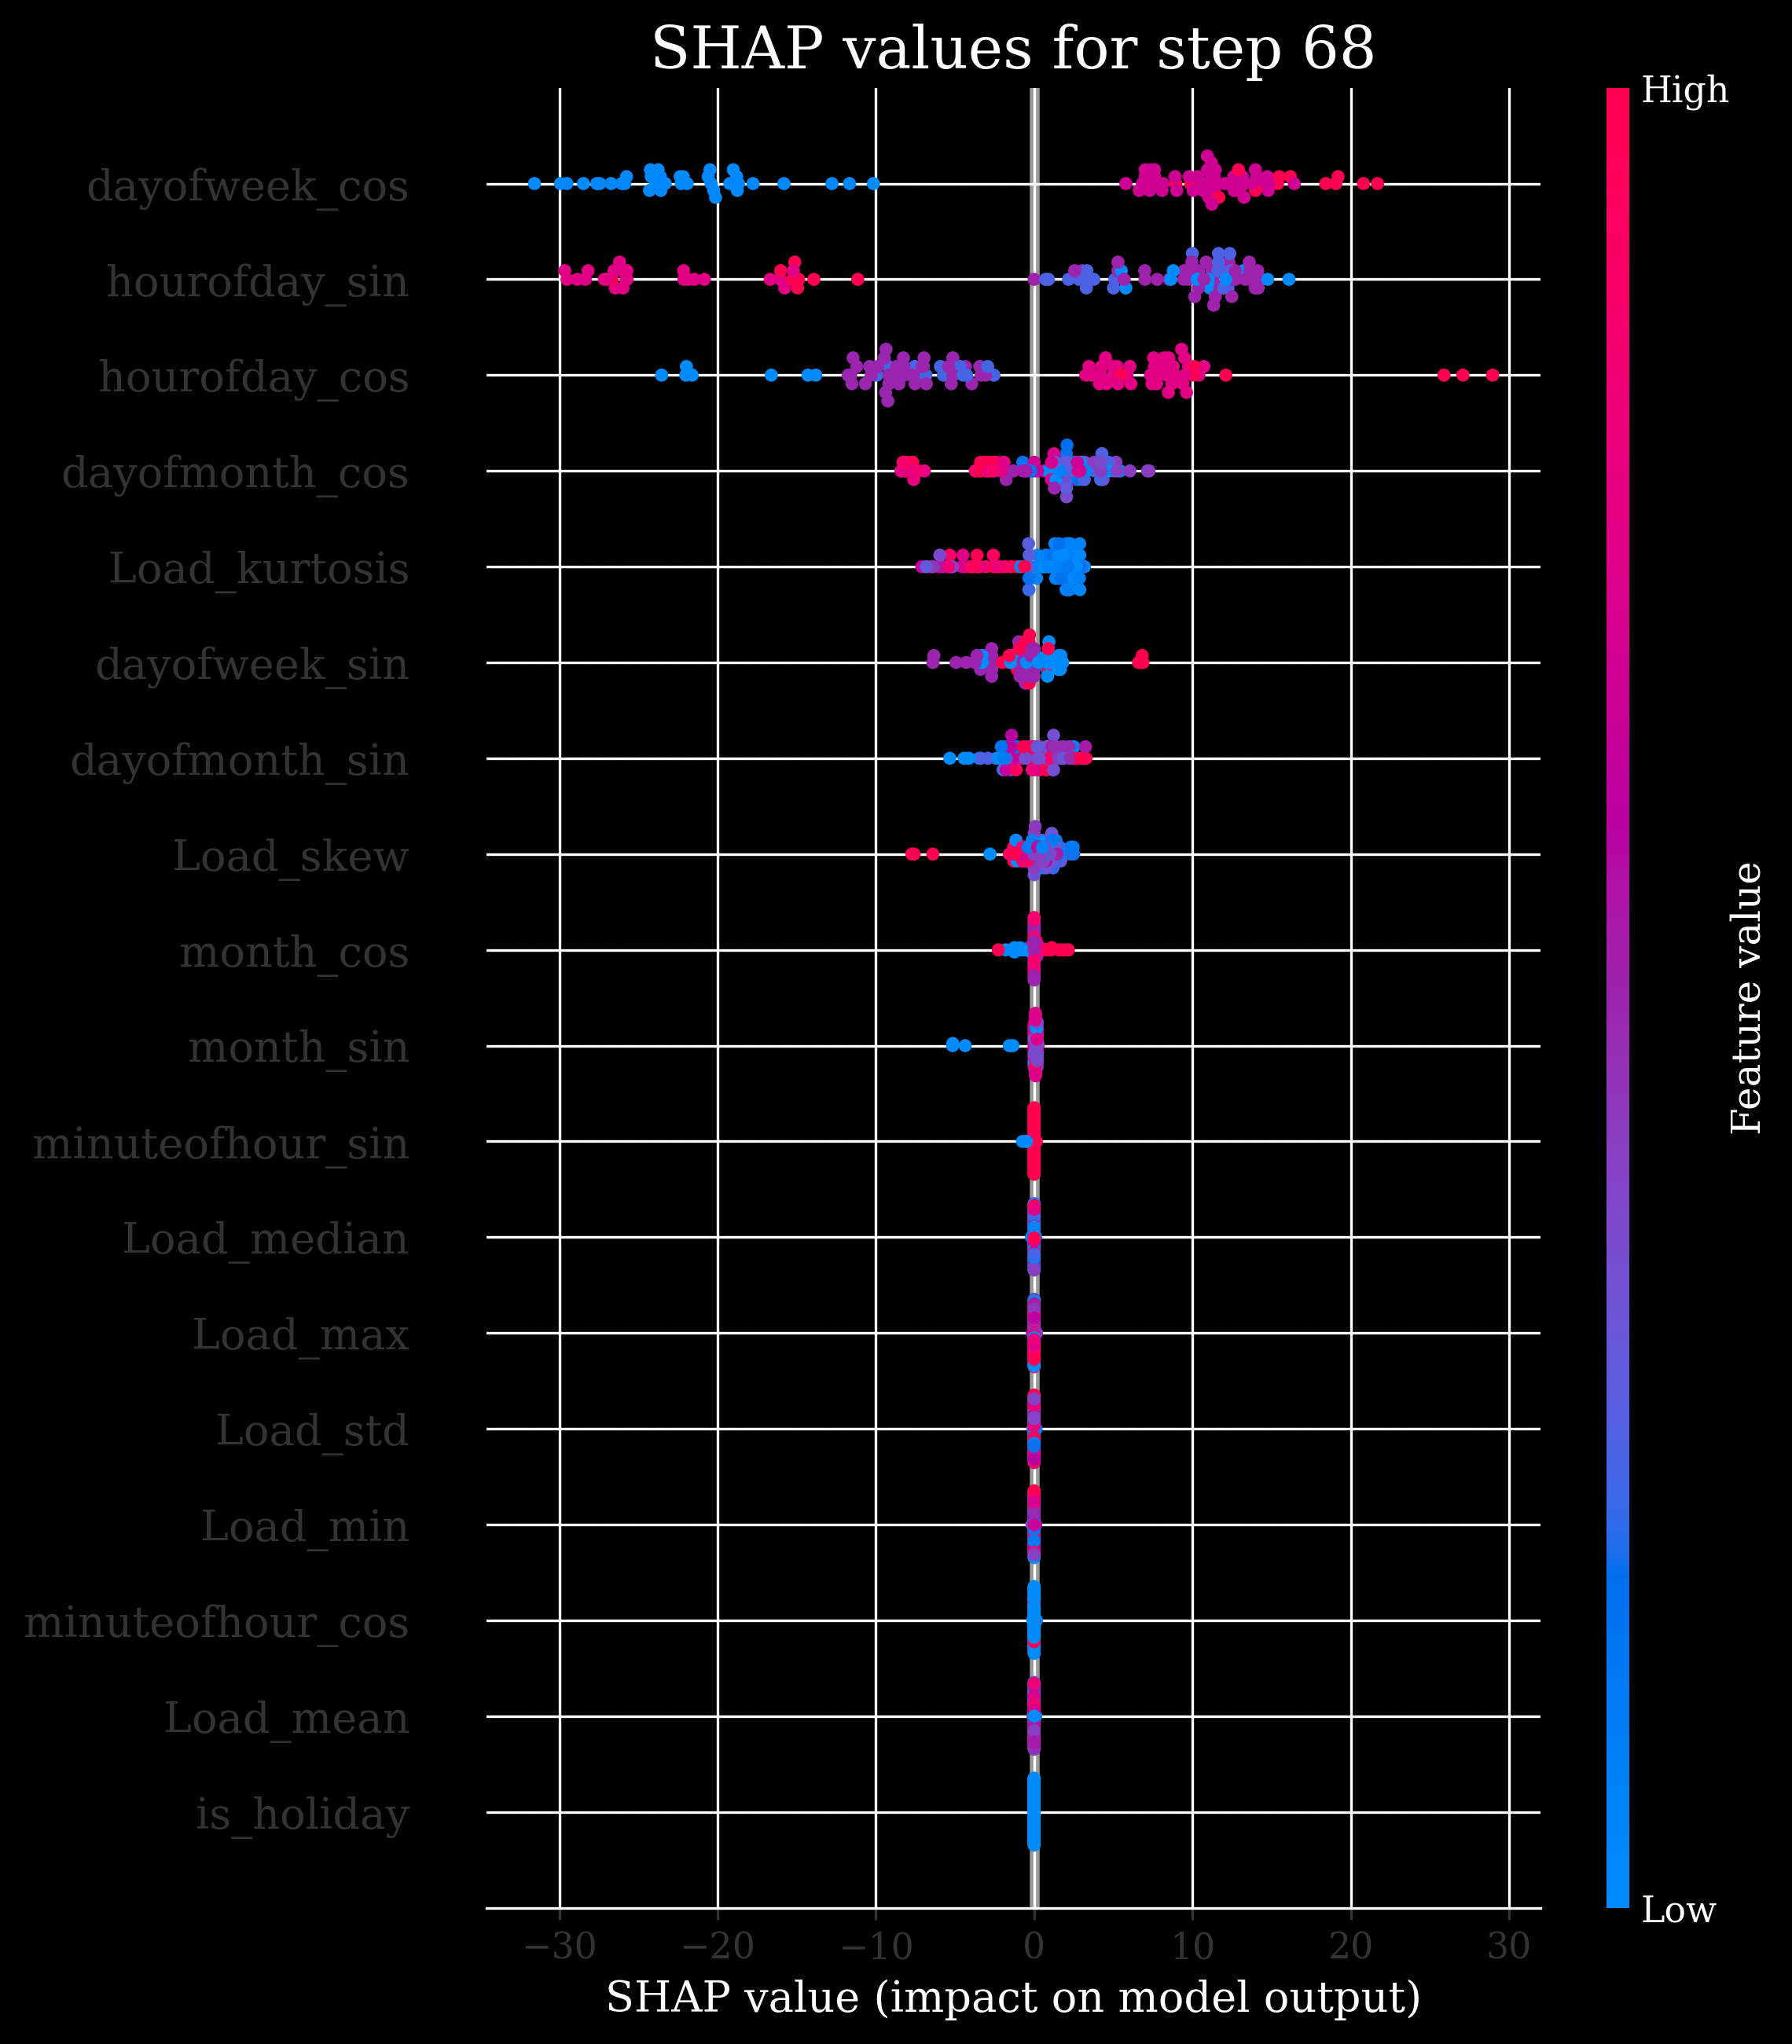 SHAP values for step 68
High
dayofweek_cos
hourofday_sin
hourofday_cos
dayofmonth_cos
Load_kurtosis
dayofweek_sin
dayofmonth_sin
Load_skew
month_cos
month_sin
minuteofhour_sin
Load_median
Load_max
Load_std
Load_min
minuteofhour_cos
Load_mean
is_holiday
Feature value
Low
−30 −20 −10 0 10 20 30
SHAP value (impact on model output)